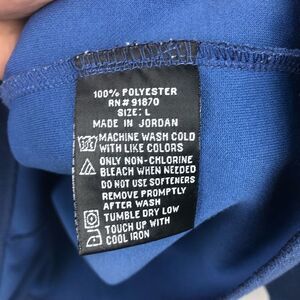 100% POLYESTER
RN# 91870
SIZE: L
MADE IN JORDAN
MACHINE WASH COLD
WITH LIKE COLORS
ONLY NON-CHLORINE
BLEACH WHEN NEEDED
DO NOT USE SOFTENERS
REMOVE PROMPTLY
AFTER WASH
TUMBLE DRY LOW
TOUCH UP WITH
COOL IRON